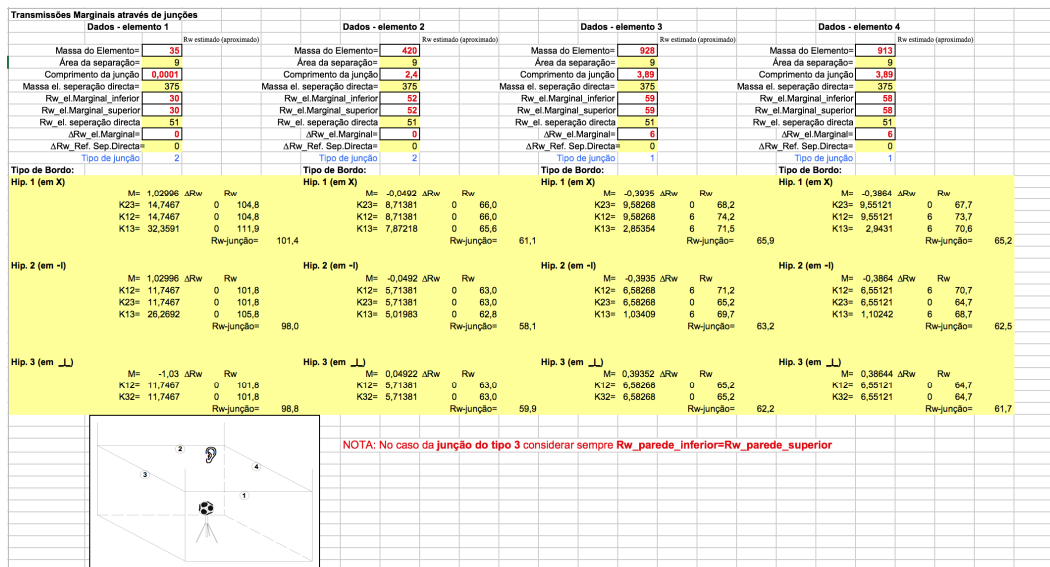 Transmissões Marginais através de junções
Dados - elemento 1 Dados - elemento 2 Dados - elemento 3 Dados - elemento 4
Rw estimado (aproximado) Rw estimado (aproximado) Rw estimado (aproximado) Rw estimado (aproximado)
Massa do Elemento= 35 Massa do Elemento= 420 Massa do Elemento= 928 Massa do Elemento= 913
Área da separação= 9 Área da separação= 9 Área da separação= 9 Área da separação= 9
Comprimento da junção 0,0001 Comprimento da junção 2,4 Comprimento da junção 3,89 Comprimento da junção 3,89
Massa el. seperação directa= 375 Massa el. seperação directa= 375 Massa el. seperação directa= 375 Massa el. seperação directa= 375
Rw_el.Marginal_inferior 30 Rw_el.Marginal_inferior 52 Rw_el.Marginal_inferior 59 Rw_el.Marginal_inferior 58
Rw_el.Marginal_superior 30 Rw_el.Marginal_superior 52 Rw_el.Marginal_superior 59 Rw_el.Marginal_superior 58
Rw_el. seperação directa 51 Rw_el. seperação directa 51 Rw_el. seperação directa 51 Rw_el. seperação directa 51
ΔRw_el.Marginal= 0 ΔRw_el.Marginal= 0 ΔRw_el.Marginal= 6 ΔRw_el.Marginal= 6
ΔRw_Ref. Sep.Directa= 0 ΔRw_Ref. Sep.Directa= 0 ΔRw_Ref. Sep.Directa= 0 ΔRw_Ref. Sep.Directa= 0
Tipo de junção 2 Tipo de junção 2 Tipo de junção 1 Tipo de junção 1
Tipo de Bordo: Tipo de Bordo: Tipo de Bordo: Tipo de Bordo:
Hip. 1 (em X) Hip. 1 (em X) Hip. 1 (em X) Hip. 1 (em X)
M= 1,02996 ΔRw Rw M= -0,0492 ΔRw Rw M= -0,3935 ΔRw Rw M= -0,3864 ΔRw Rw
K23= 14,7467 0 104,8 K23= 8,71381 0 66,0 K23= 9,58268 0 68,2 K23= 9,55121 0 67,7
K12= 14,7467 0 104,8 K12= 8,71381 0 66,0 K12= 9,58268 6 74,2 K12= 9,55121 6 73,7
K13= 32,3591 0 111,9 K13= 7,87218 0 65,6 K13= 2,85354 6 71,5 K13= 2,9431 6 70,6
Rw-junção= 101,4 Rw-junção= 61,1 Rw-junção= 65,9 Rw-junção= 65,2
Hip. 2 (em -I) Hip. 2 (em -I) Hip. 2 (em -I) Hip. 2 (em -I)
M= 1,02996 ΔRw Rw M= -0,0492 ΔRw Rw M= -0,3935 ΔRw Rw M= -0,3864 ΔRw Rw
K12= 11,7467 0 101,8 K12= 5,71381 0 63,0 K12= 6,58268 6 71,2 K12= 6,55121 6 70,7
K23= 11,7467 0 101,8 K23= 5,71381 0 63,0 K23= 6,58268 0 65,2 K23= 6,55121 0 64,7
K13= 26,2692 0 105,8 K13= 5,01983 0 62,8 K13= 1,03409 6 69,7 K13= 1,10242 6 68,7
Rw-junção= 98,0 Rw-junção= 58,1 Rw-junção= 63,2 Rw-junção= 62,5
Hip. 3 (em _I_) Hip. 3 (em _I_) Hip. 3 (em _I_) Hip. 3 (em _I_)
M= -1,03 ΔRw Rw M= 0,04922 ΔRw Rw M= 0,39352 ΔRw Rw M= 0,38644 ΔRw Rw
K12= 11,7467 0 101,8 K12= 5,71381 0 63,0 K12= 6,58268 0 65,2 K12= 6,55121 0 64,7
K32= 11,7467 0 101,8 K32= 5,71381 0 63,0 K32= 6,58268 0 65,2 K32= 6,55121 0 64,7
Rw-junção= 98,8 Rw-junção= 59,9 Rw-junção= 62,2 Rw-junção= 61,7
NOTA: No caso da junção do tipo 3 considerar sempre Rw_parede_inferior=Rw_parede_superior
2
4
3
1